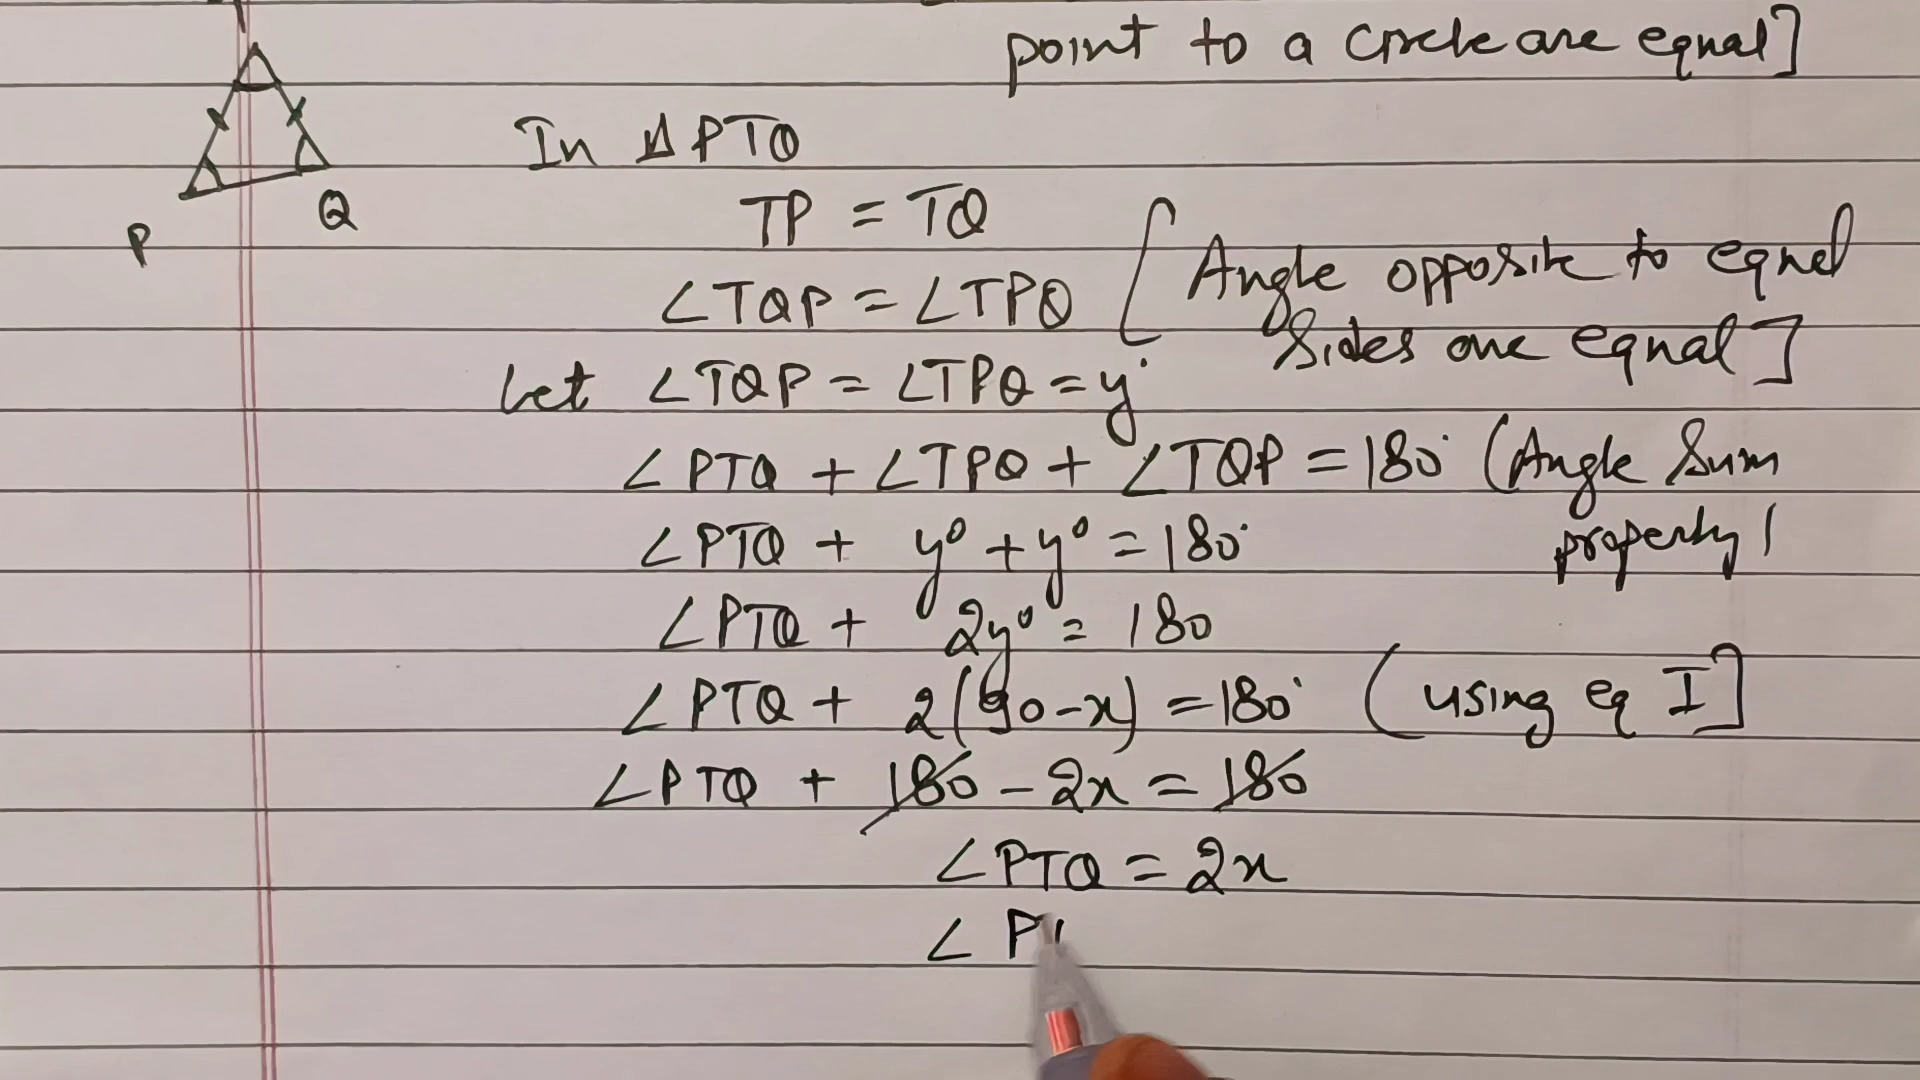 point to a circle are equal]
In Δ PTQ
TP = TQ
∠TQP = ∠TPQ [Angle opposite to equal
sides are equal]
Let ∠TQP = ∠TPQ = y°
∠PTQ + ∠TPQ + ∠TQP = 180° (Angle Sum
property)
∠PTQ + y° + y° = 180°
∠PTQ + 2y° = 180
∠PTQ + 2(90-x) = 180° (using eq I]
∠PTQ + 180 - 2x = 180
∠PTQ = 2x
∠ P
P
Q